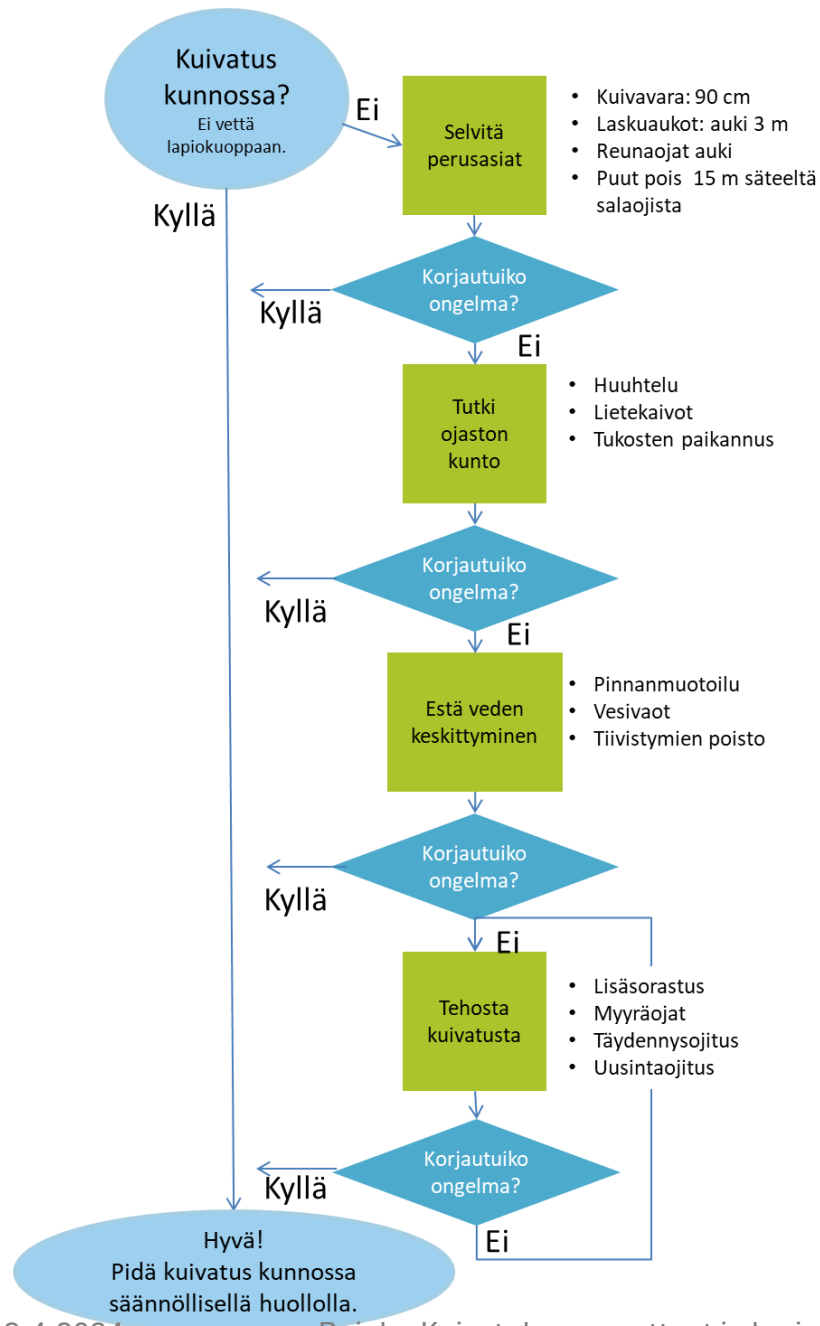 Kuivatus
kunnossa?
Ei vettä
lapiokuoppaan.
Ei
Kyllä
Selvitä
perusasiat
• Kuivavara: 90 cm
• Laskuaukot: auki 3 m
• Reunaojat auki
• Puut pois 15 m säteeltä
salaojista
Korjautuiko
ongelma?
Kyllä
Ei
Tutki
ojaston
kunto
• Huuhtelu
• Lietekaivot
• Tukosten paikannus
Korjautuiko
ongelma?
Kyllä
Ei
Estä veden
keskittyminen
• Pinnanmuotoilu
• Vesivaot
• Tiivistymien poisto
Korjautuiko
ongelma?
Kyllä
Ei
Tehosta
kuivatusta
• Lisäsorastus
• Myyräojat
• Täydennysojitus
• Uusintaojitus
Korjautuiko
ongelma?
Kyllä
Ei
Hyvä!
Pidä kuivatus kunnossa
säännöllisellä huollolla.